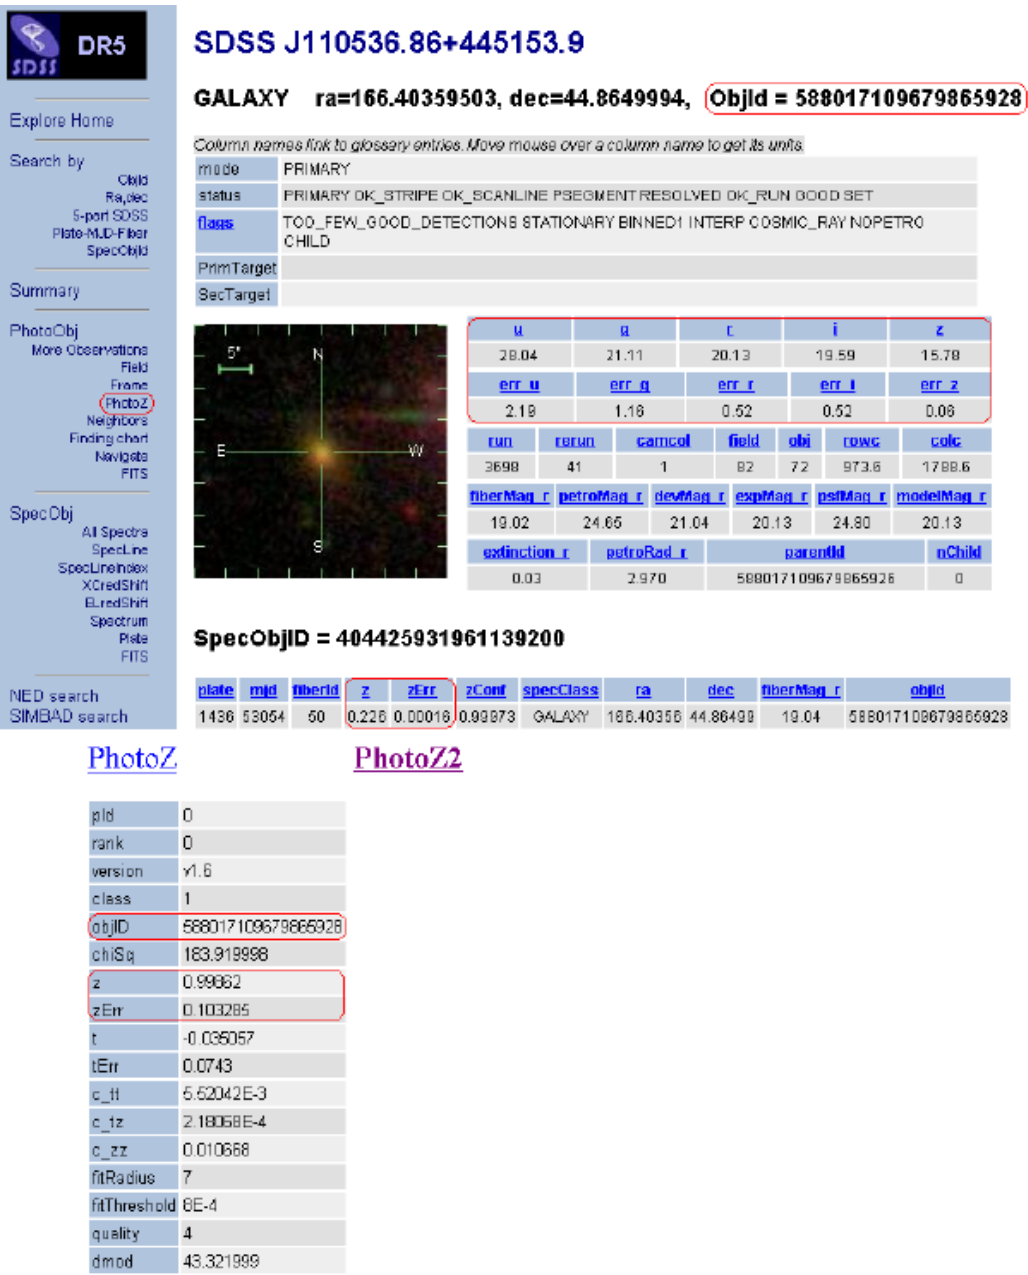 SDSS
DR5
SDSS J110536.86+445153.9
GALAXY ra=166.40359503, dec=44.8649994, ObjId = 588017109679865928
Explore Home
Search by
ObjId
Ra,dec
5-part SDSS
Plate-MJD-Fiber
SpecObjId
Summary
PhotoObj
More Observations
Field
Frame
PhotoZ
Neighbors
Finding chart
Navigate
FITS
SpecObj
All Spectra
SpecLine
SpecLineIndex
XCredShift
ELredShift
Spectrum
Plate
FITS
NED search
SIMBAD search
Column names link to glossary entries. Move mouse over a column name to get its units.
mode PRIMARY
status PRIMARY OK_STRIPE OK_SCANLINE PSEGMENT RESOLVED OK_RUN GOOD SET
flags TOO_FEW_GOOD_DETECTIONS STATIONARY BINNED1 INTERP COSMIC_RAY NOPETRO
CHILD
PrimTarget
SecTarget
5"
N
E
W
S
u g r i z
28.04 21.11 20.13 19.59 15.78
err_u err_g err_r err_i err_z
2.19 1.16 0.52 0.52 0.06
run rerun camcol field obj rowc colc
3698 41 1 82 72 973.6 1788.6
fiberMag_r petroMag_r devMag_r expMag_r psfMag_r modelMag_r
19.02 24.65 21.04 20.13 24.80 20.13
extinction_r petroRad_r parentId nChild
0.03 2.970 588017109679865926 0
SpecObjID = 404425931961139200
plate mjd fiberId z zErr zConf specClass ra dec fiberMag_r objId
1436 53054 50 0.226 0.00016 0.99973 GALAXY 166.40356 44.86499 19.04 588017109679865928
PhotoZ PhotoZ2
pId 0
rank 0
version v1.6
class 1
objID 588017109679865928
chiSq 183.919998
z 0.99862
zErr 0.103285
t -0.035057
tErr 0.0743
c_tt 5.52042E-3
c_tz 2.18068E-4
c_zz 0.010668
fitRadius 7
fitThreshold 8E-4
quality 4
dmod 43.321999